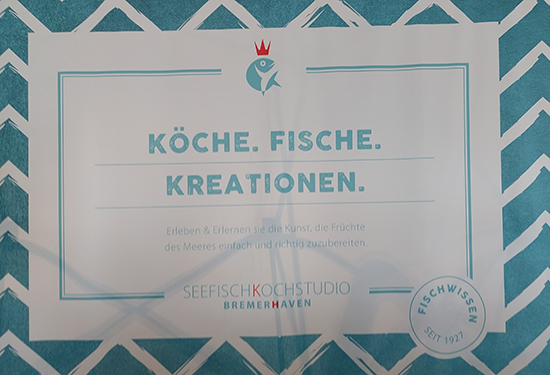 KÖCHE. FISCHE.
KREATIONEN.
Erleben & Erlernen sie die Kunst, die Früchte
des Meeres einfach und richtig zuzubereiten.
SEEFISCHKOCHSTUDIO
BREMERHAVEN
FISCHWISSEN
SEIT 1927